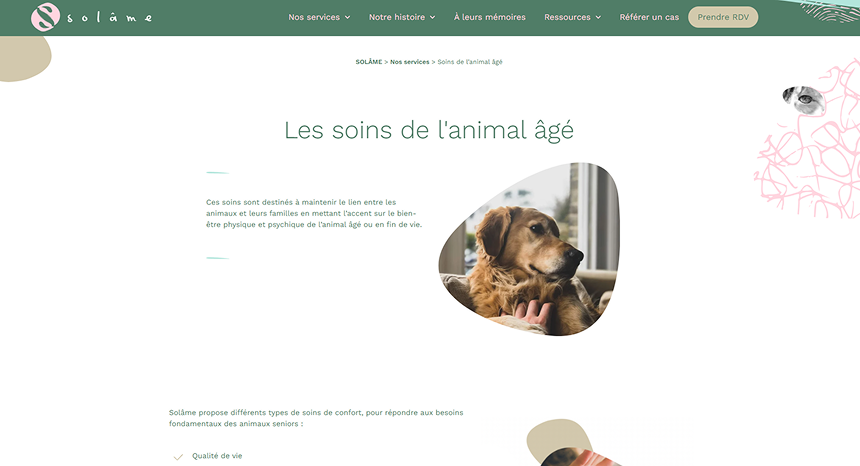 solâme
Nos services
Notre histoire
À leurs mémoires
Ressources
Référer un cas
Prendre RDV
SOLÂME > Nos services > Soins de l'animal âgé
Les soins de l'animal âgé
Ces soins sont destinés à maintenir le lien entre les
animaux et leurs familles en mettant l'accent sur le bien-
être physique et psychique de l'animal âgé ou en fin de vie.
Solâme propose différents types de soins de confort, pour répondre aux besoins
fondamentaux des animaux seniors :
Qualité de vie